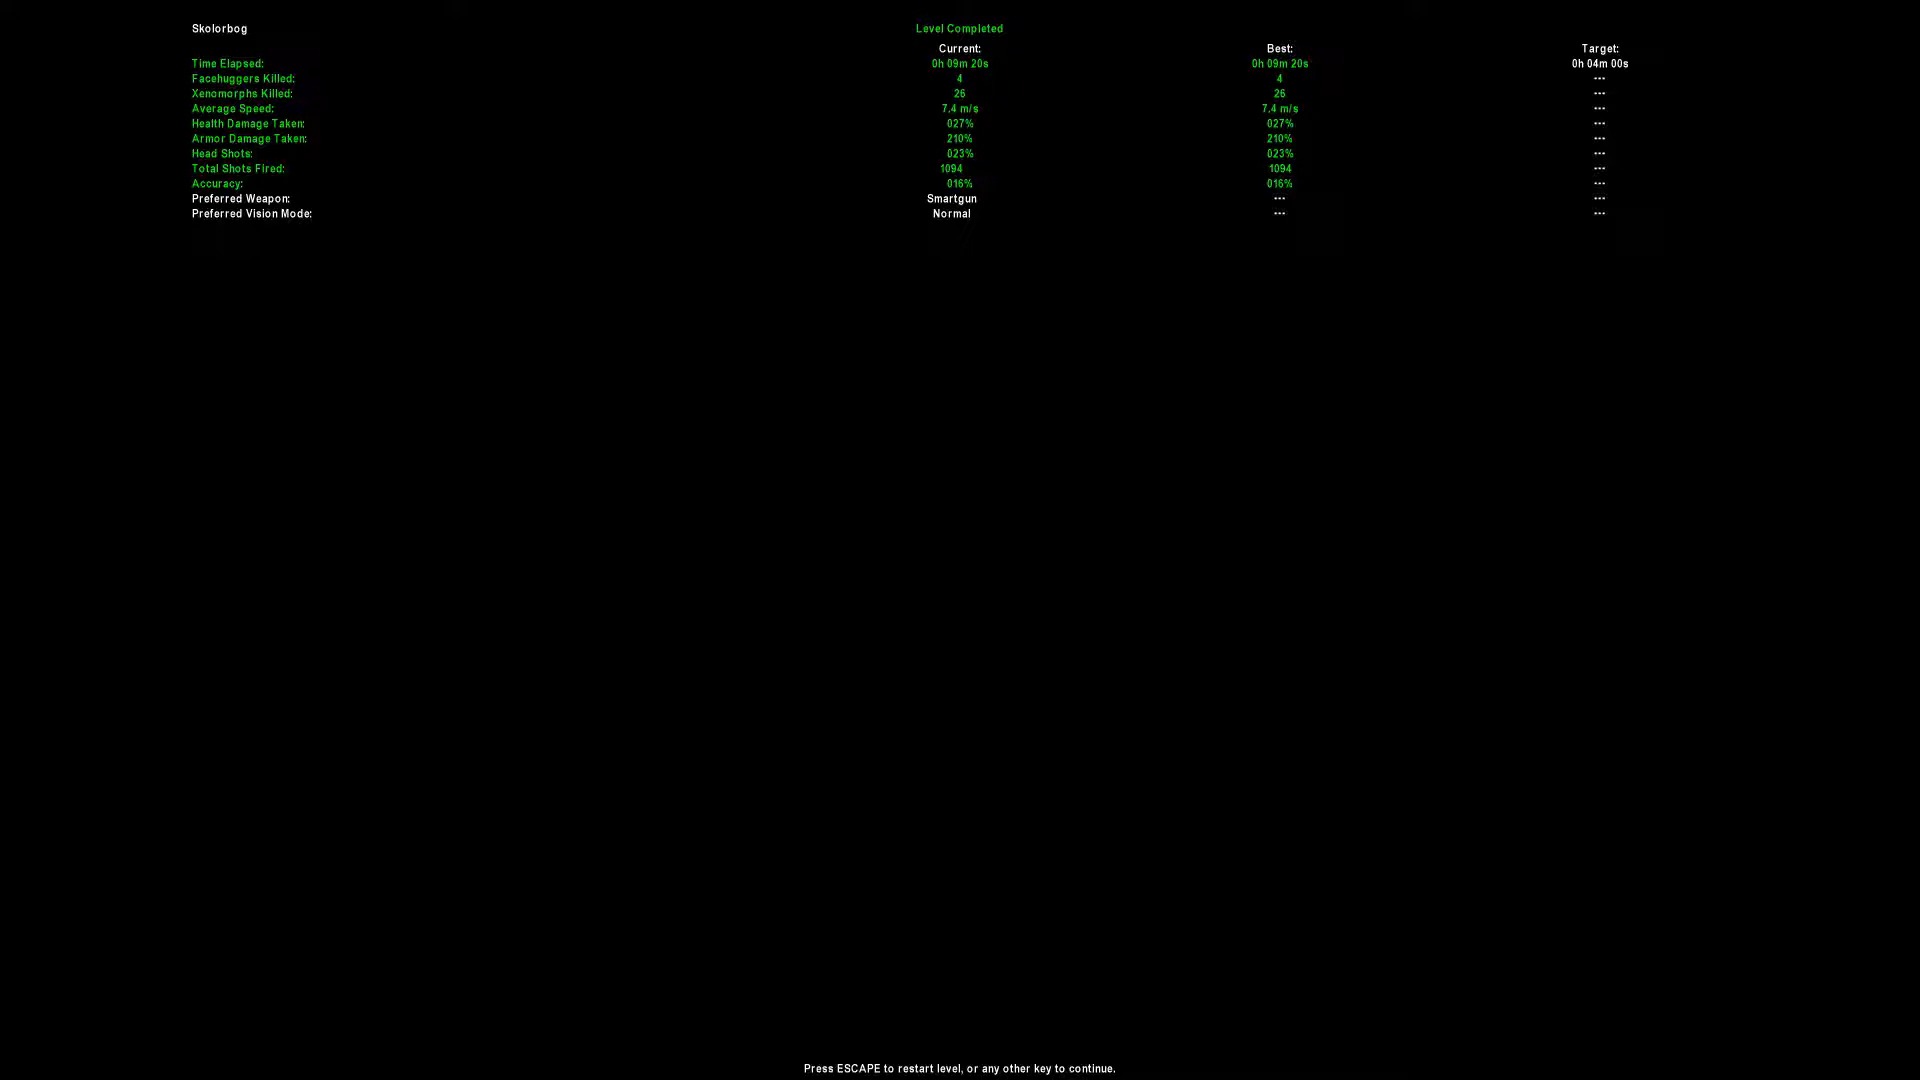 Skolorbog Level Completed
Current: Best: Target:
Time Elapsed: 0h 09m 20s 0h 09m 20s 0h 04m 00s
Facehuggers Killed: 4 4 ---
Xenomorphs Killed: 26 26 ---
Average Speed: 7.4 m/s 7.4 m/s ---
Health Damage Taken: 027% 027% ---
Armor Damage Taken: 210% 210% ---
Head Shots: 023% 023% ---
Total Shots Fired: 1094 1094 ---
Accuracy: 016% 016% ---
Preferred Weapon: Smartgun --- ---
Preferred Vision Mode: Normal --- ---
Press ESCAPE to restart level, or any other key to continue.